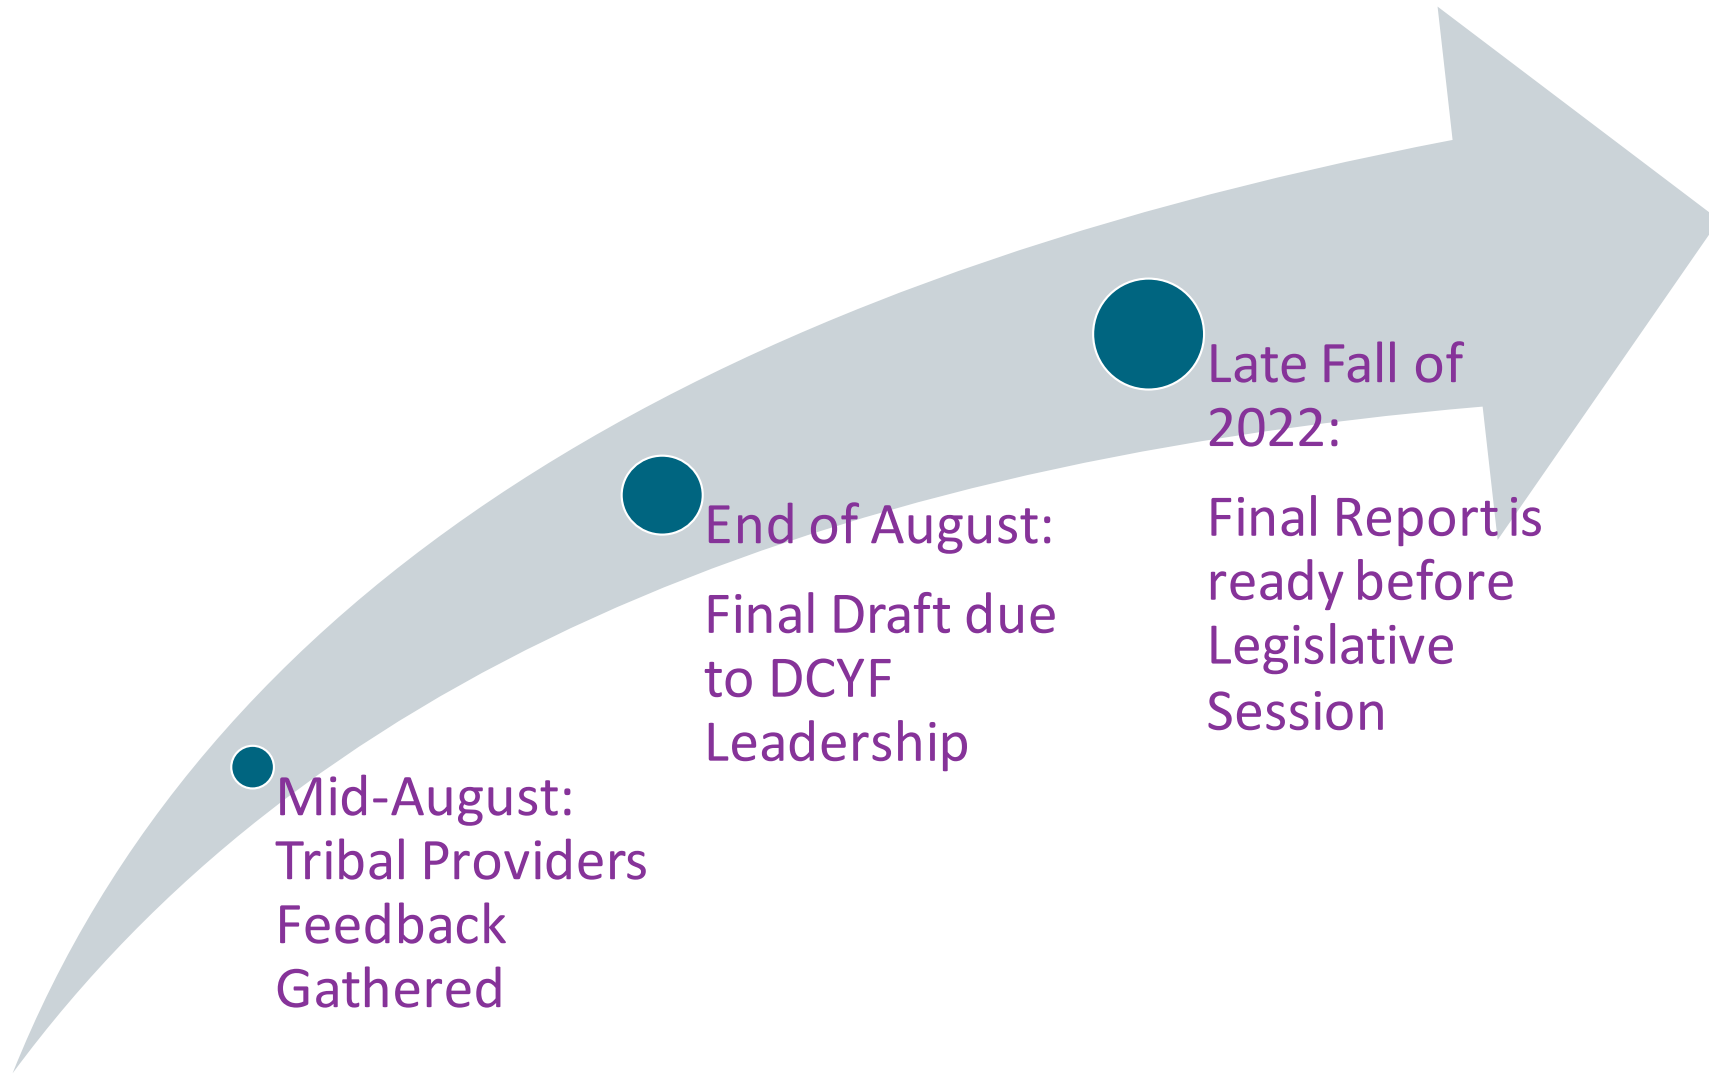 Mid-August:
Tribal Providers
Feedback
Gathered
End of August:
Final Draft due
to DCYF
Leadership
Late Fall of
2022:
Final Report is
ready before
Legislative
Session